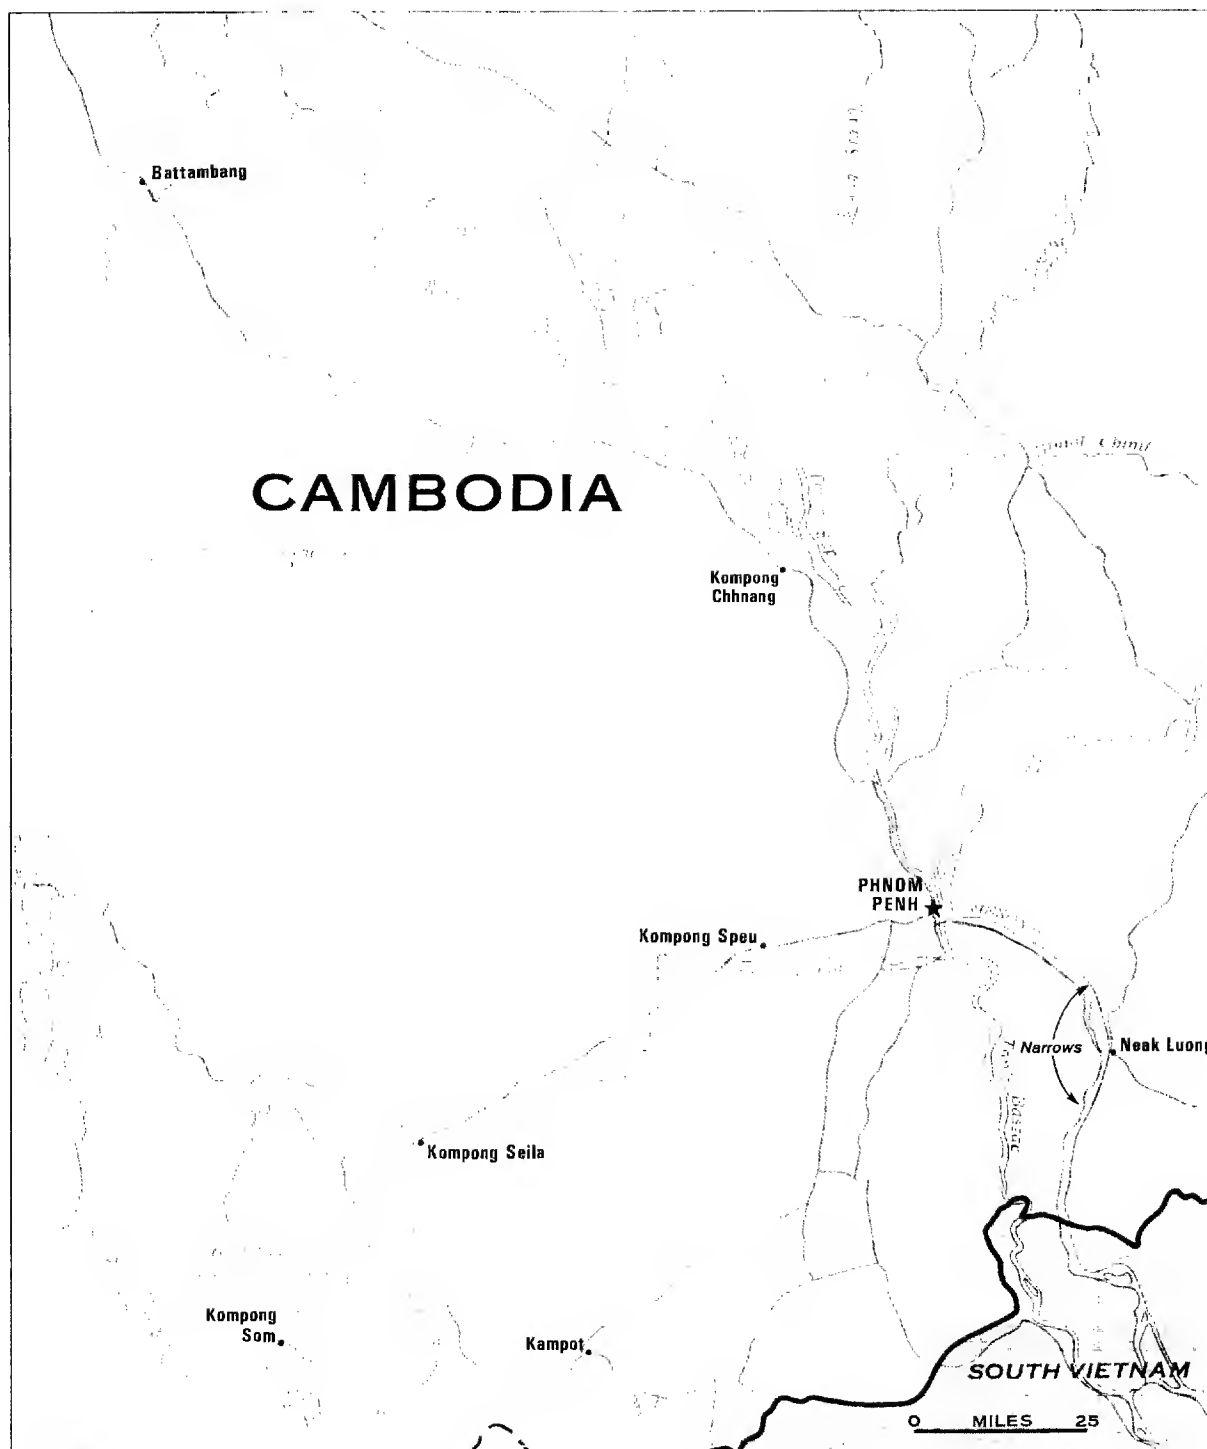 Battambang
CAMBODIA
Kompong
Chhnang
PHNOM
PENH
Kompong Speu
Narrows
Neak Luong
Bassac
Kompong Seila
Kompong
Som
Kampot
SOUTH VIETNAM
0 MILES 25